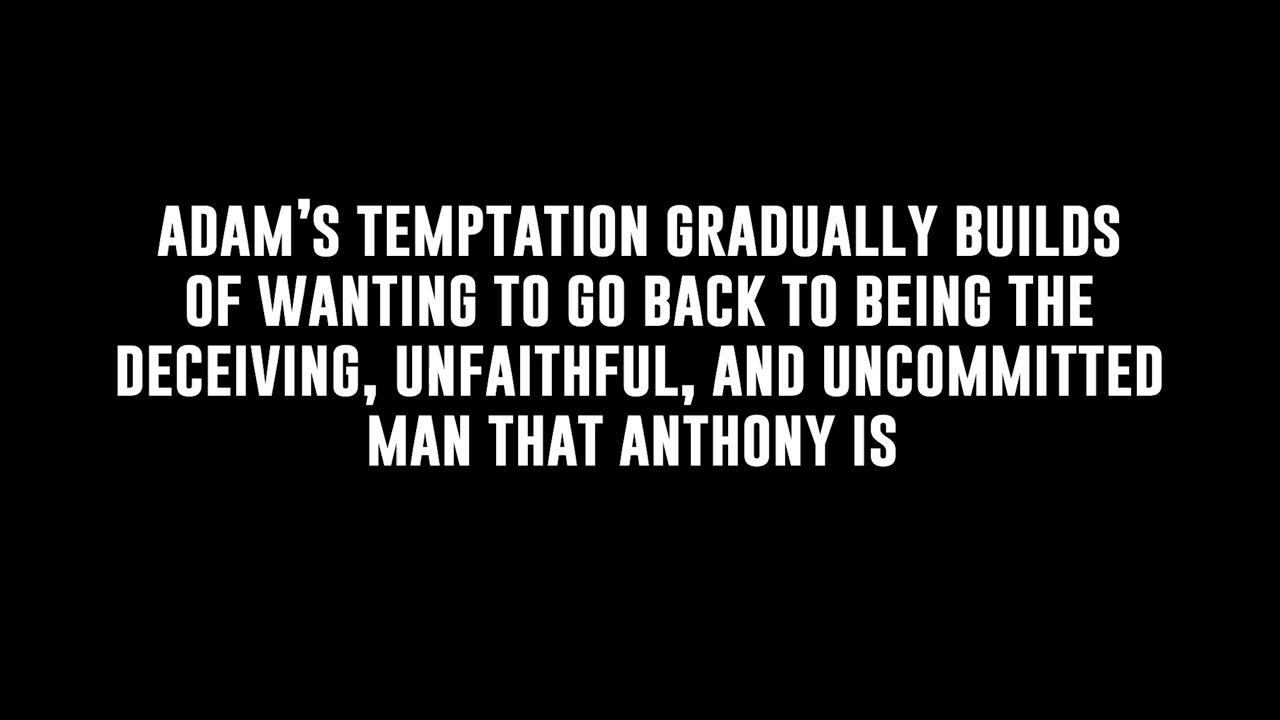 ADAM'S TEMPTATION GRADUALLY BUILDS
OF WANTING TO GO BACK TO BEING THE
DECEIVING, UNFAITHFUL, AND UNCOMMITTED
MAN THAT ANTHONY IS